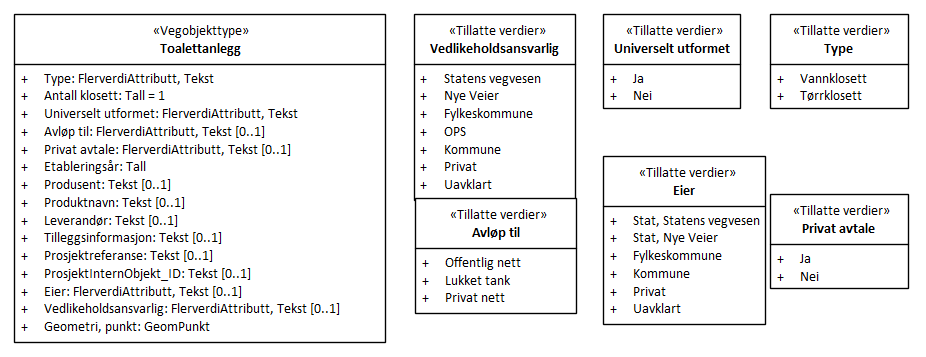 «Vegobjekttype»
Toalettanlegg
+ Type: FlerverdiAttributt, Tekst
+ Antall klosett: Tall = 1
+ Universelt utformet: FlerverdiAttributt, Tekst
+ Avløp til: FlerverdiAttributt, Tekst [0..1]
+ Privat avtale: FlerverdiAttributt, Tekst [0..1]
+ Etableringsår: Tall
+ Produsent: Tekst [0..1]
+ Produktnavn: Tekst [0..1]
+ Leverandør: Tekst [0..1]
+ Tilleggsinformasjon: Tekst [0..1]
+ Prosjektreferanse: Tekst [0..1]
+ ProsjektInternObjekt_ID: Tekst [0..1]
+ Eier: FlerverdiAttributt, Tekst [0..1]
+ Vedlikeholdsansvarlig: FlerverdiAttributt, Tekst [0..1]
+ Geometri, punkt: GeomPunkt
«Tillatte verdier»
Vedlikeholdsansvarlig
+ Statens vegvesen
+ Nye Veier
+ Fylkeskommune
+ OPS
+ Kommune
+ Privat
+ Uavklart
«Tillatte verdier»
Avløp til
+ Offentlig nett
+ Lukket tank
+ Privat nett
«Tillatte verdier»
Universelt utformet
+ Ja
+ Nei
«Tillatte verdier»
Eier
+ Stat, Statens vegvesen
+ Stat, Nye Veier
+ Fylkeskommune
+ Kommune
+ Privat
+ Uavklart
«Tillatte verdier»
Type
+ Vannklosett
+ Tørrklosett
«Tillatte verdier»
Privat avtale
+ Ja
+ Nei